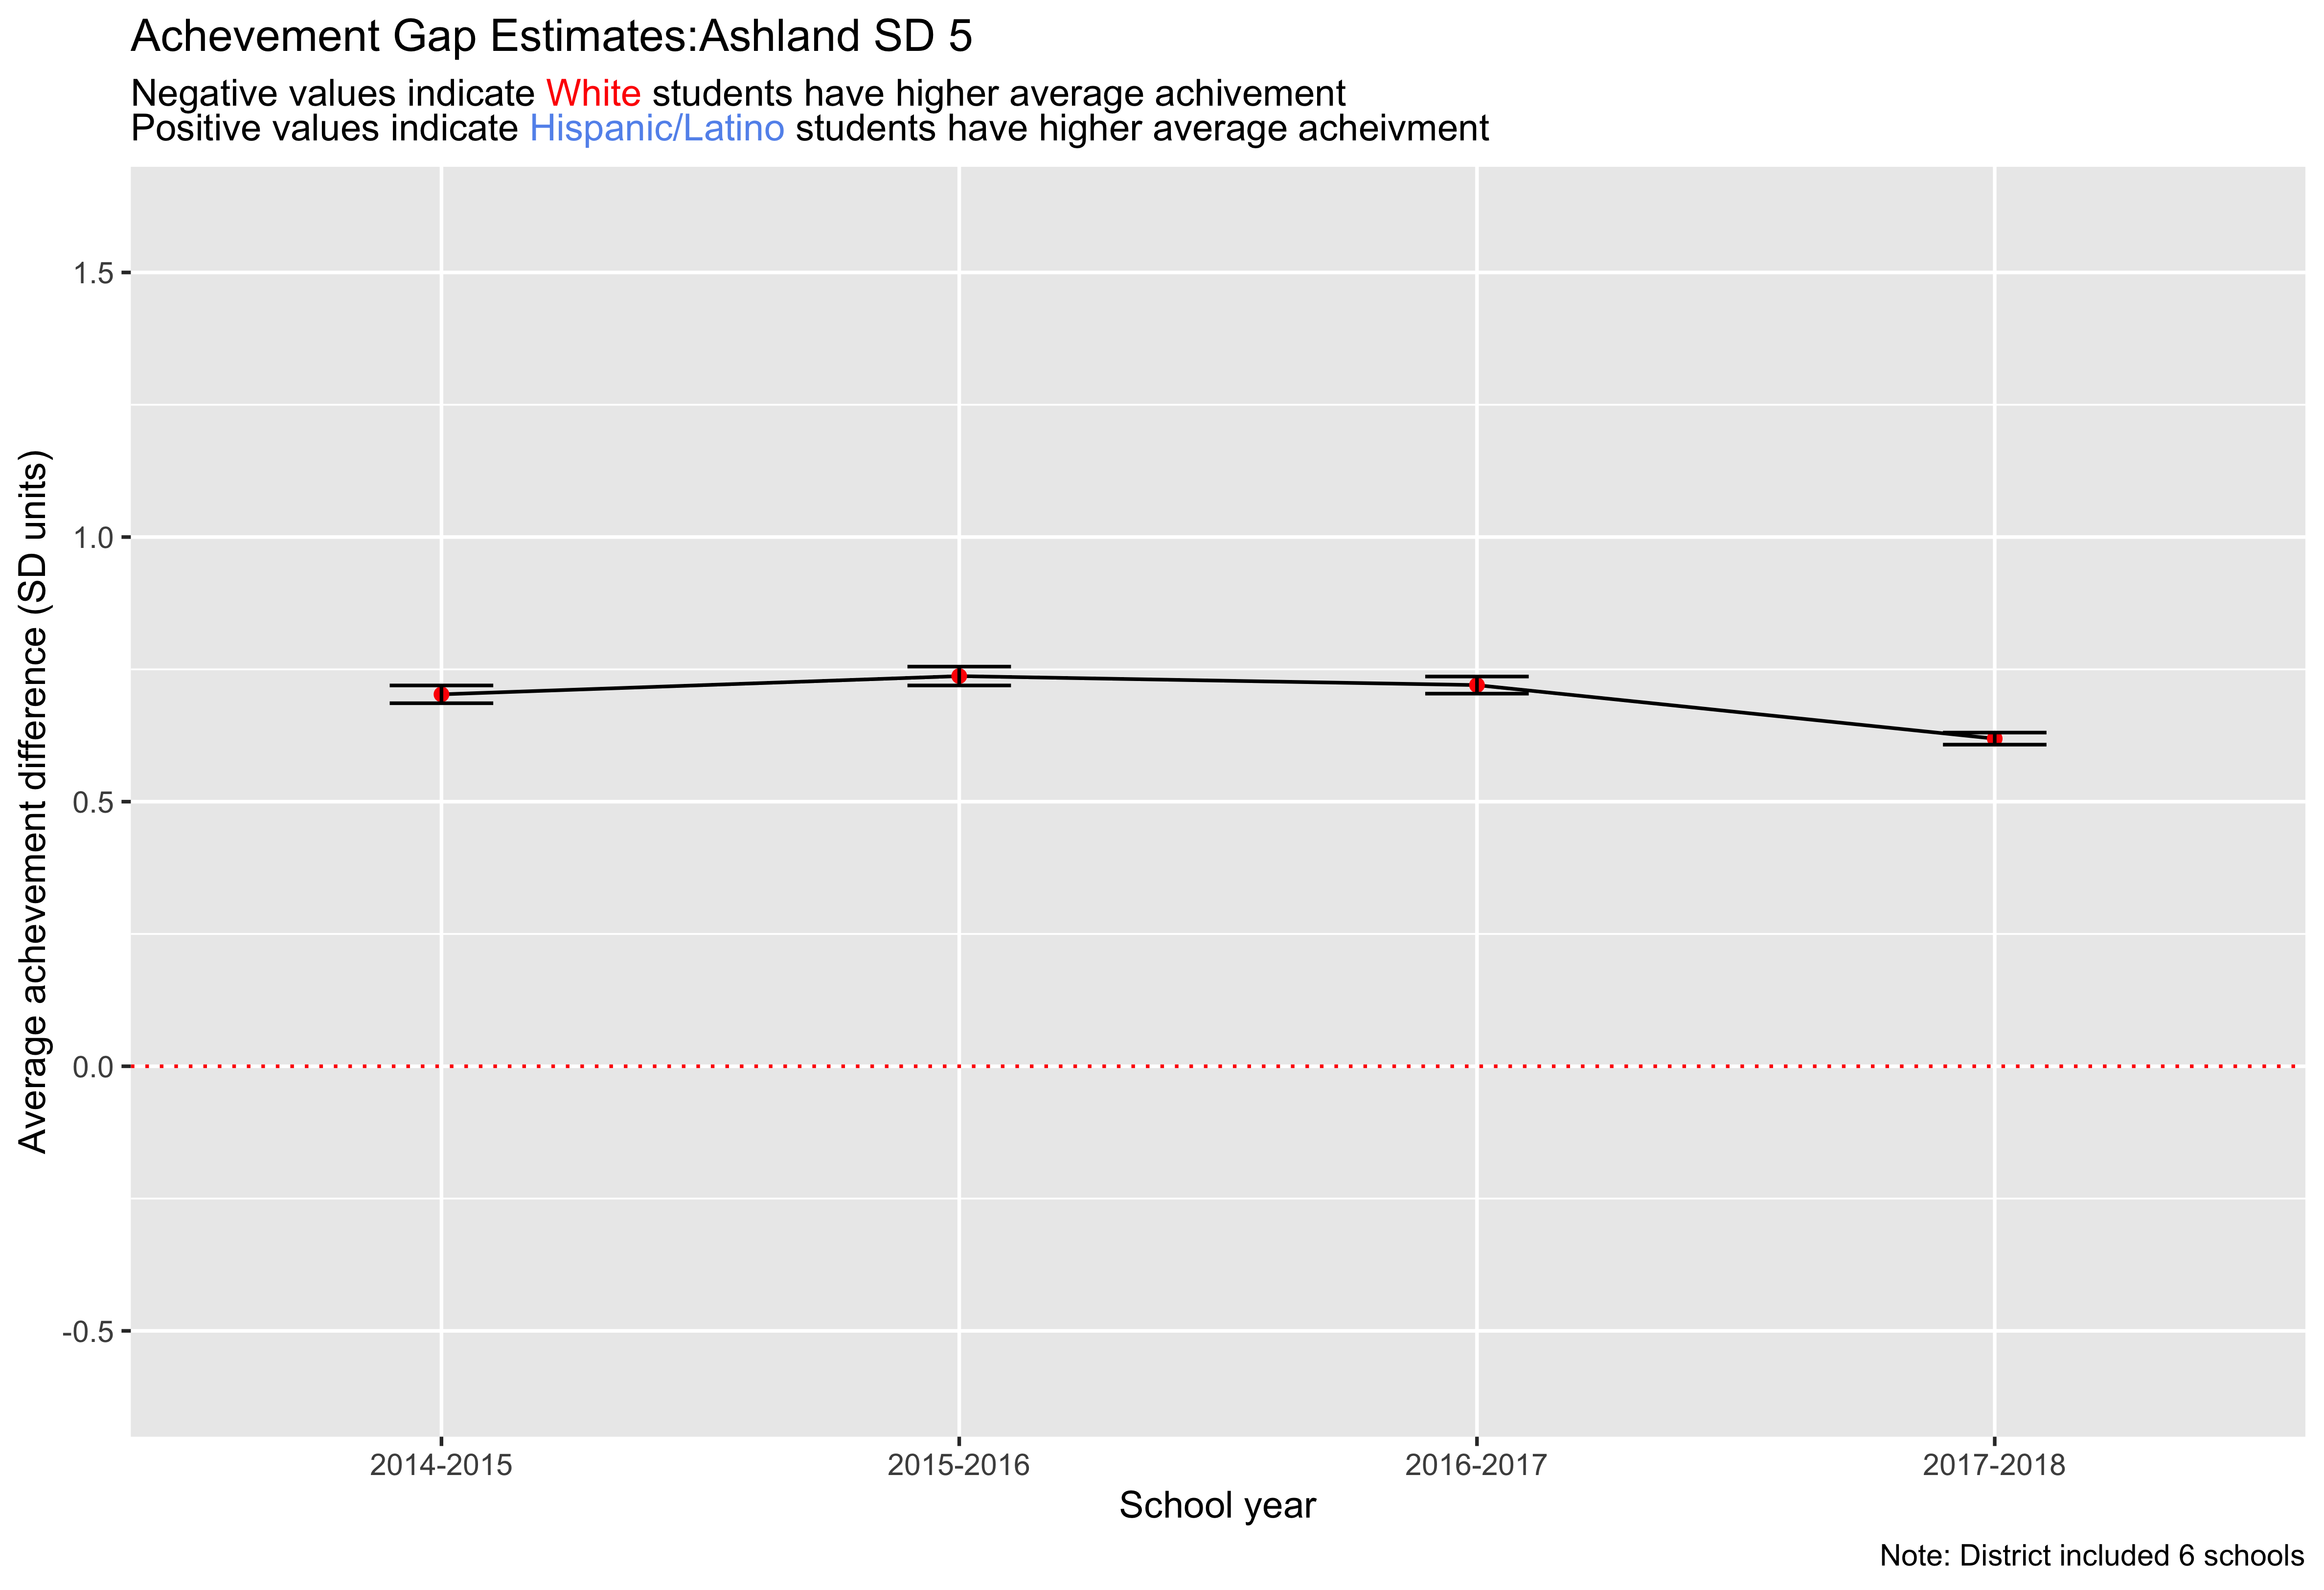 Achevement Gap Estimates:Ashland SD 5
Negative values indicate White students have higher average achivement
Positive values indicate Hispanic/Latino students have higher average acheivment
Average achevement difference (SD units)
1.5
1.0
0.5
0.0
-0.5
2014-2015 2015-2016 2016-2017 2017-2018
School year
Note: District included 6 schools